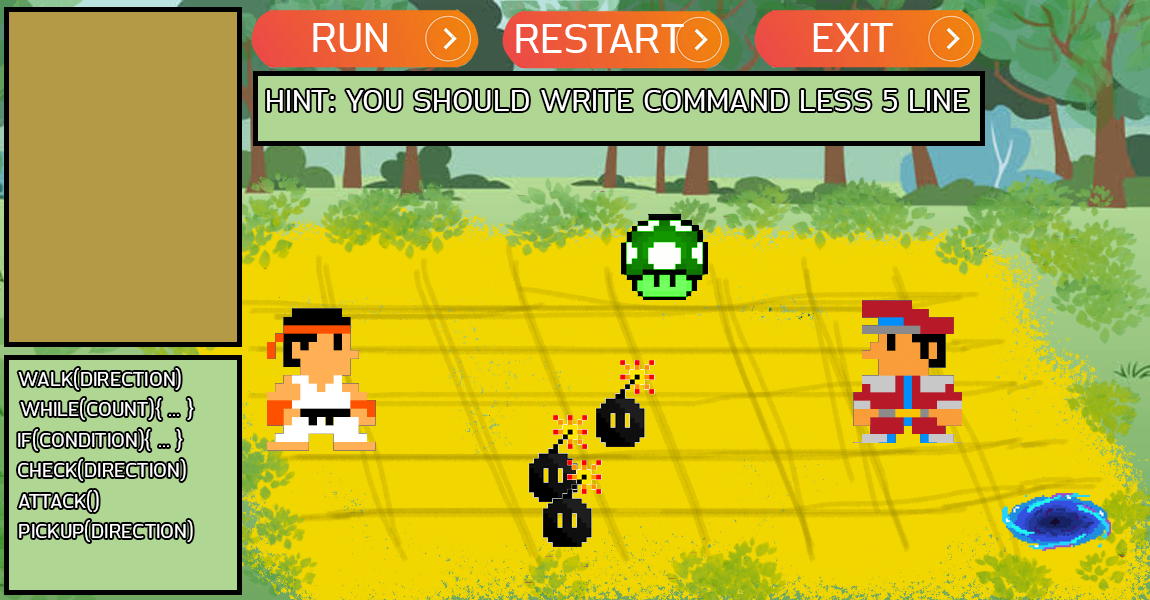 RUN
RESTART
EXIT
HINT: YOU SHOULD WRITE COMMAND LESS 5 LINE
WALK(DIRECTION)
WHILE(COUNT){ ... }
IF(CONDITION){ ... }
CHECK(DIRECTION)
ATTACK()
PICKUP(DIRECTION)